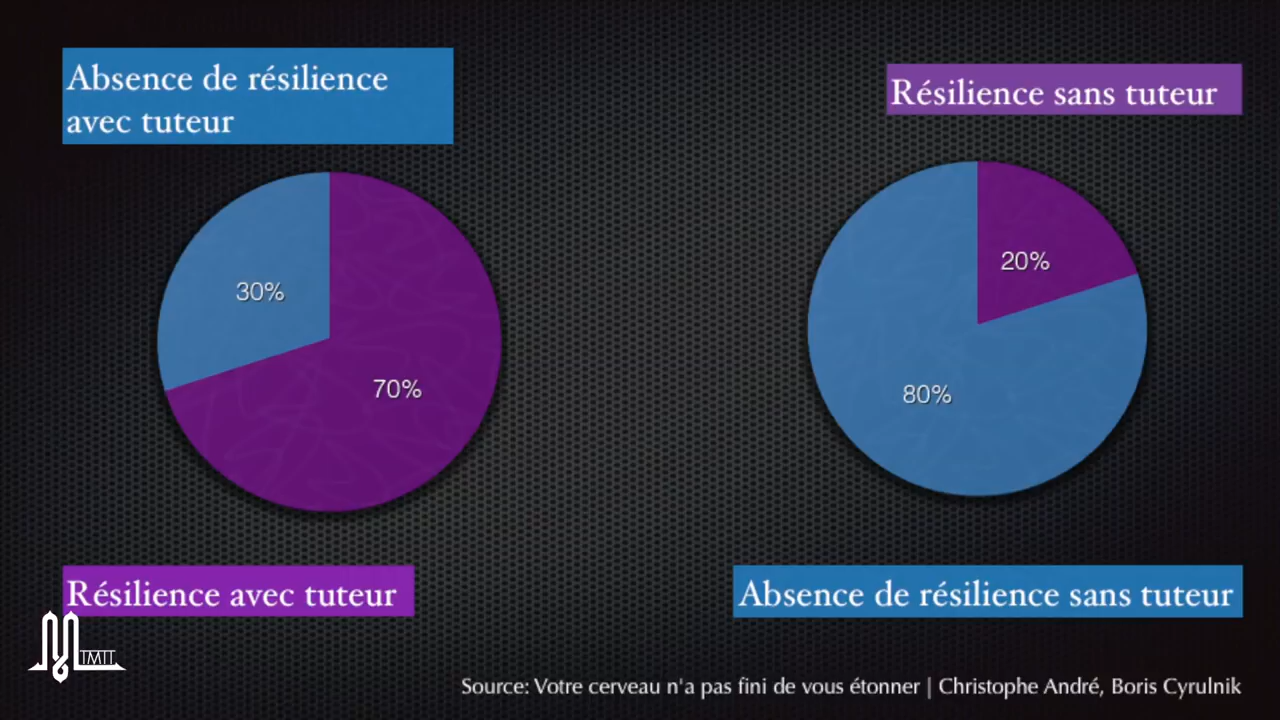 Absence de résilience
avec tuteur
Résilience sans tuteur
30%
70%
20%
80%
Résilience avec tuteur
Absence de résilience sans tuteur
TMTT
Source: Votre cerveau n'a pas fini de vous étonner | Christophe André, Boris Cyrulnik